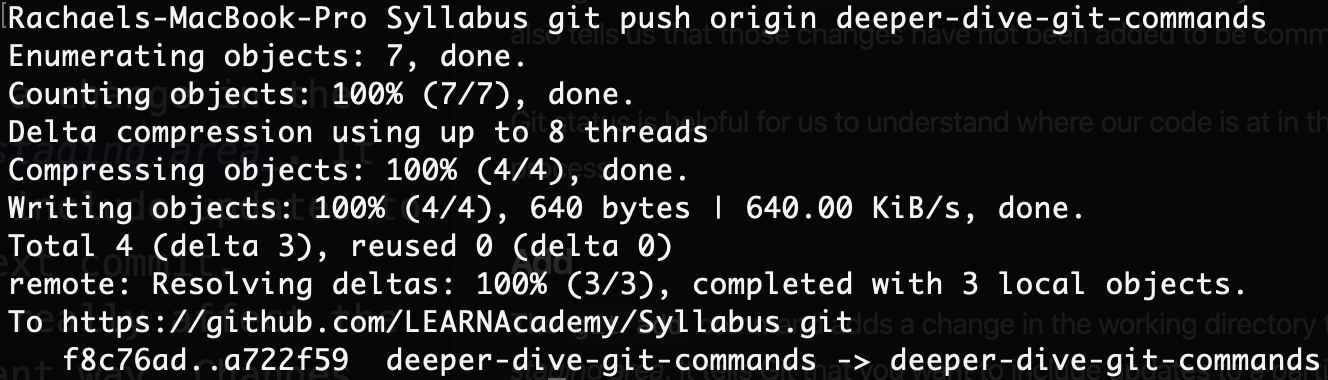 Rachaels-MacBook-Pro Syllabus git push origin deeper-dive-git-commands
Enumerating objects: 7, done.
Counting objects: 100% (7/7), done.
Delta compression using up to 8 threads
Compressing objects: 100% (4/4), done.
Writing objects: 100% (4/4), 640 bytes | 640.00 KiB/s, done.
Total 4 (delta 3), reused 0 (delta 0)
remote: Resolving deltas: 100% (3/3), completed with 3 local objects.
To https://github.com/LEARNAcademy/Syllabus.git
f8c76ad..a722f59 deeper-dive-git-commands -> deeper-dive-git-commands